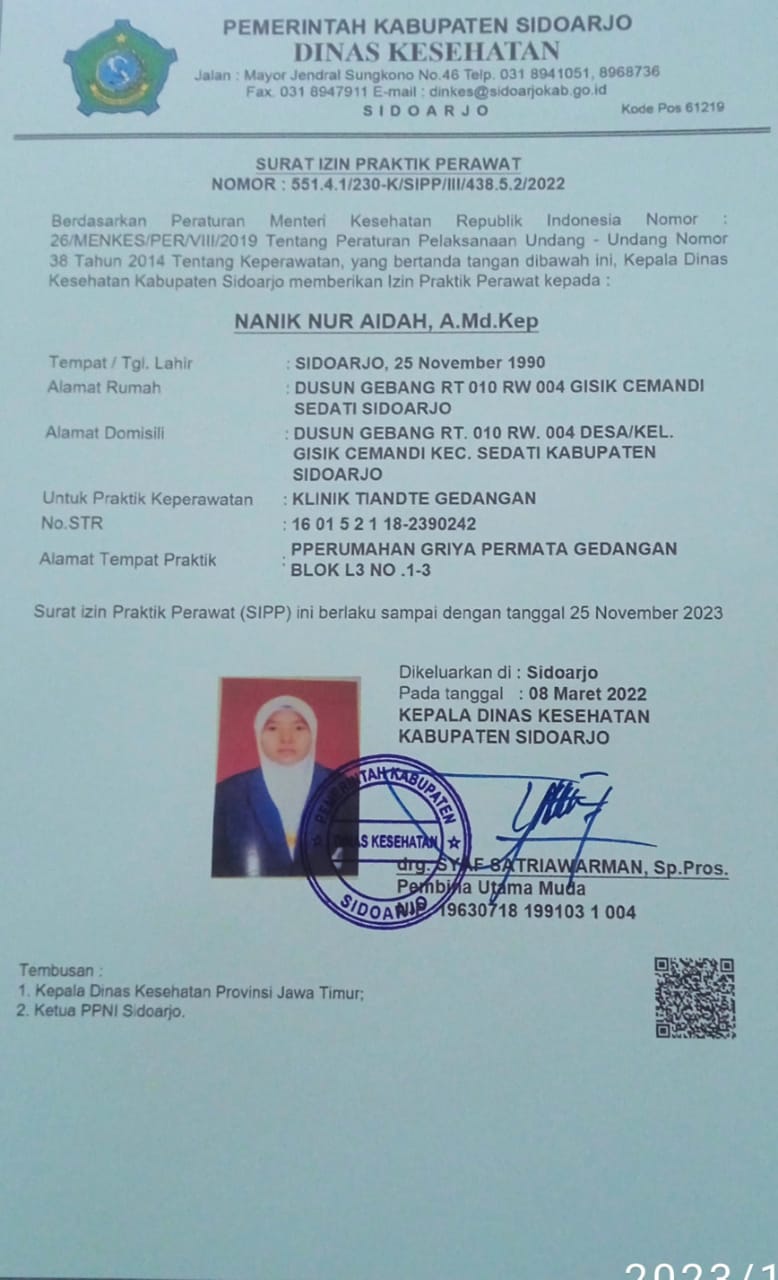 PEMERINTAH KABUPATEN SIDOARJO
DINAS KESEHATAN
Jalan : Mayor Jendral Sungkono No.46 Telp. 031 8941051, 8968736
Fax. 031 8947911 E-mail : dinkes@sidoarjokab.go.id
SIDOARJO
Kode Pos 61219
SURAT IZIN PRAKTIK PERAWAT
NOMOR : 551.4.1/230-K/SIPP/III/438.5.2/2022
Berdasarkan Peraturan Menteri Kesehatan Republik Indonesia Nomor :
26/MENKES/PER/VIII/2019 Tentang Peraturan Pelaksanaan Undang - Undang Nomor
38 Tahun 2014 Tentang Keperawatan, yang bertanda tangan dibawah ini, Kepala Dinas
Kesehatan Kabupaten Sidoarjo memberikan Izin Praktik Perawat kepada :
NANIK NUR AIDAH, A.Md.Kep
Tempat / Tgl. Lahir : SIDOARJO, 25 November 1990
Alamat Rumah : DUSUN GEBANG RT 010 RW 004 GISIK CEMANDI
SEDATI SIDOARJO
Alamat Domisili : DUSUN GEBANG RT. 010 RW. 004 DESA/KEL.
GISIK CEMANDI KEC. SEDATI KABUPATEN
SIDOARJO
Untuk Praktik Keperawatan : KLINIK TIANDTE GEDANGAN
No.STR : 16 01 5 2 1 18-2390242
Alamat Tempat Praktik : PPERUMAHAN GRIYA PERMATA GEDANGAN
BLOK L3 NO .1-3
Surat izin Praktik Perawat (SIPP) ini berlaku sampai dengan tanggal 25 November 2023
Dikeluarkan di : Sidoarjo
Pada tanggal : 08 Maret 2022
KEPALA DINAS KESEHATAN
KABUPATEN SIDOARJO
PEMERINTAH KABUPATEN
DINAS KESEHATAN
SIDOARJO
drg. SYAF SATRIAWARMAN, Sp.Pros.
Pembina Utama Muda
NIP 19630718 199103 1 004
Tembusan :
1. Kepala Dinas Kesehatan Provinsi Jawa Timur;
2. Ketua PPNI Sidoarjo.
2023/1